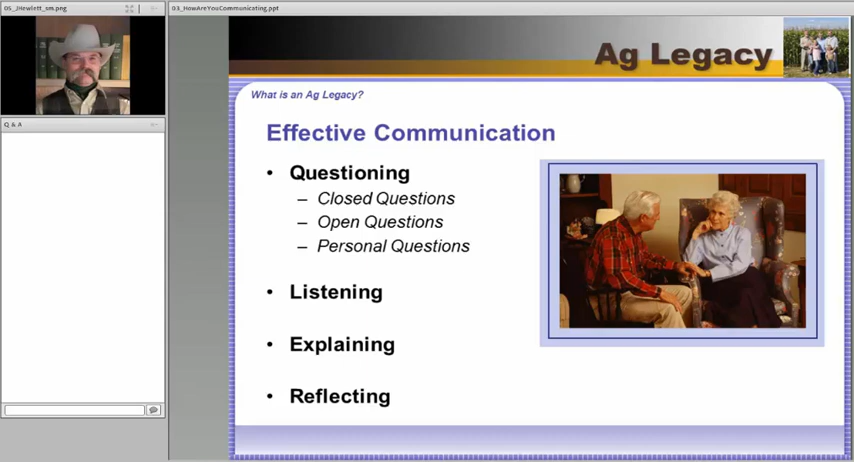 05_JHewlett_sm.png
03_HowAreYouCommunicating.ppt
Q & A
Ag Legacy
What is an Ag Legacy?
Effective Communication
• Questioning
– Closed Questions
– Open Questions
– Personal Questions
• Listening
• Explaining
• Reflecting